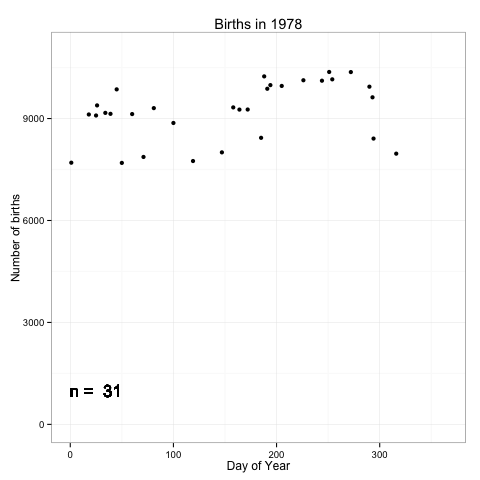 Births in 1978
Number of births
9000
6000
3000
0
n = 31
0 100 200 300
Day of Year